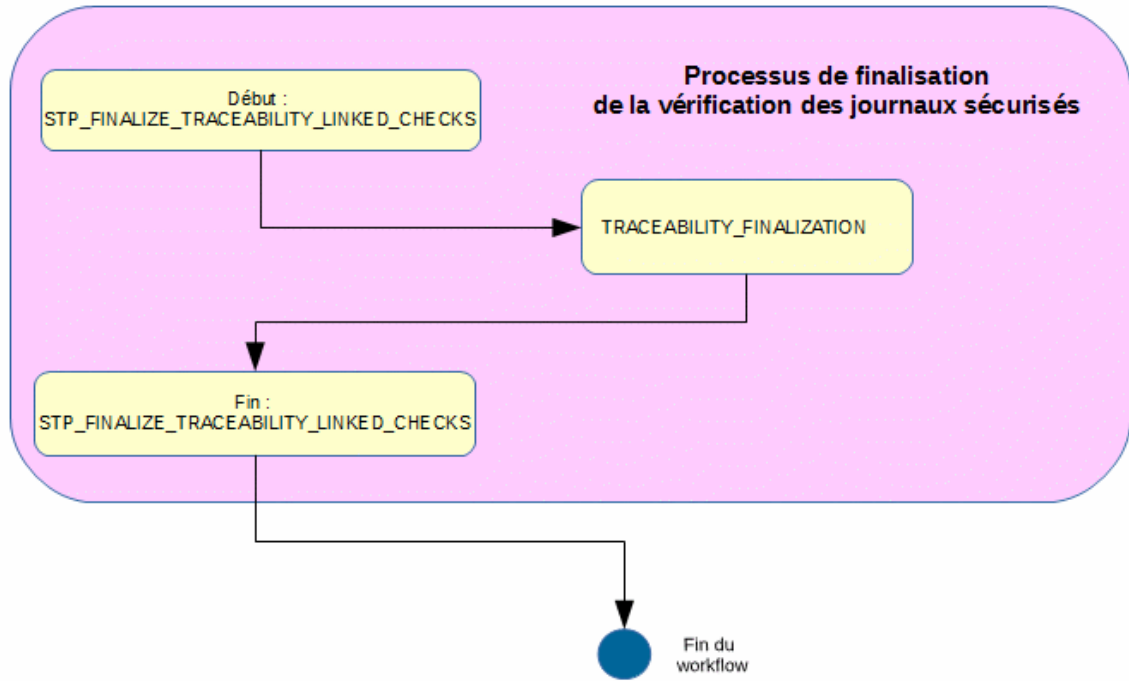 Processus de finalisation
de la vérification des journaux sécurisés
Début :
STP_FINALIZE_TRACEABILITY_LINKED_CHECKS
TRACEABILITY_FINALIZATION
Fin :
STP_FINALIZE_TRACEABILITY_LINKED_CHECKS
Fin du
workflow